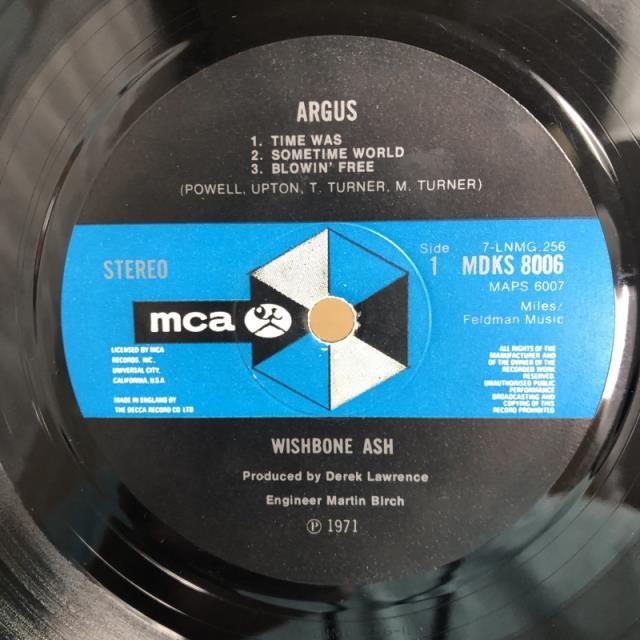 ARGUS
1. TIME WAS
2. SOMETIME WORLD
3. BLOWIN' FREE
(POWELL, UPTON, T. TURNER, M. TURNER)
STEREO
mca
LICENSED BY MCA
RECORDS, INC.
UNIVERSAL CITY,
CALIFORNIA, U.S.A
MADE IN ENGLAND BY
THE DECCA RECORD CO LTD
Side 7-LNMG.256
1 MDKS 8006
MAPS 6007
Miles/
Feldman Music
ALL RIGHTS OF THE
MANUFACTURER AND
OF THE OWNER OF THE
RECORDED WORK
RESERVED.
UNAUTHORISED PUBLIC
PERFORMANCE
BROADCASTING AND
COPYING OF THIS
RECORD PROHIBITED
WISHBONE ASH
Produced by Derek Lawrence
Engineer Martin Birch
℗ 1971